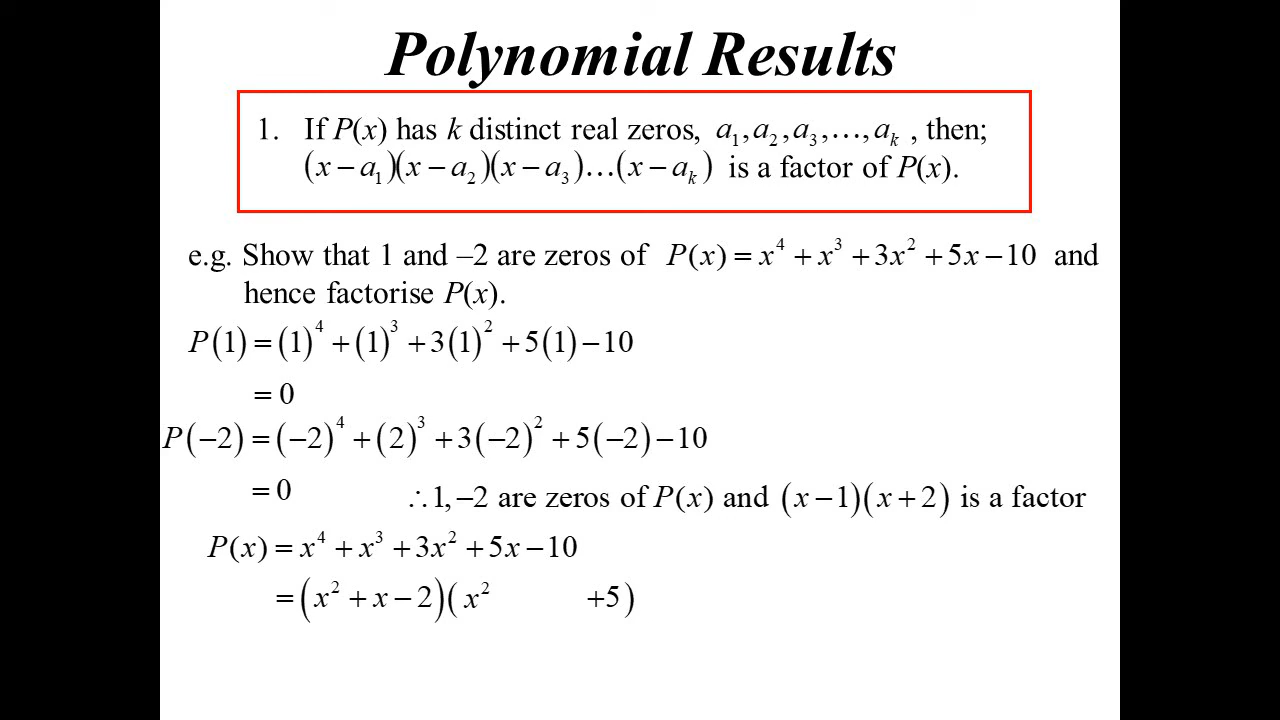 Polynomial Results
1. If P(x) has k distinct real zeros, a₁,a₂,a₃,…,aₖ , then;
(x−a₁)(x−a₂)(x−a₃)…(x−aₖ) is a factor of P(x).
e.g. Show that 1 and –2 are zeros of P(x) = x⁴ + x³ + 3x² + 5x − 10 and
hence factorise P(x).
P(1) = (1)⁴ + (1)³ + 3(1)² + 5(1) − 10
= 0
P(−2) = (−2)⁴ + (2)³ + 3(−2)² + 5(−2) − 10
= 0
∴1,−2 are zeros of P(x) and (x−1)(x+2) is a factor
P(x) = x⁴ + x³ + 3x² + 5x − 10
= (x² + x − 2)(x² +5)